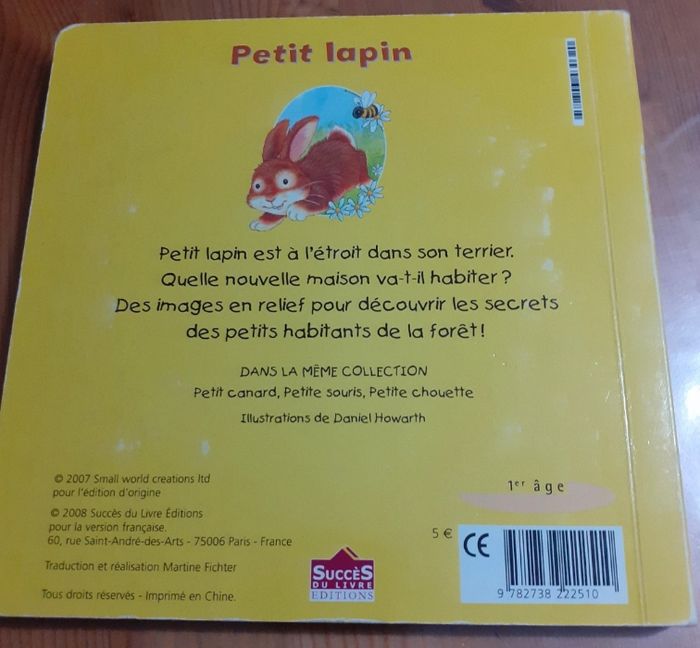 Petit lapin
Petit lapin est à l'étroit dans son terrier.
Quelle nouvelle maison va-t-il habiter ?
Des images en relief pour découvrir les secrets
des petits habitants de la forêt !
DANS LA MÊME COLLECTION
Petit canard, Petite souris, Petite chouette
Illustrations de Daniel Howarth
© 2007 Small world creations ltd
pour l'édition d'origine
© 2008 Succès du Livre Éditions
pour la version française.
60, rue Saint-André-des-Arts - 75006 Paris - France
Traduction et réalisation Martine Fichter
Tous droits réservés - Imprimé en Chine.
SUCCÈS
DU LIVRE
EDITIONS
1er âge
5 €
CE
9 782738 222510